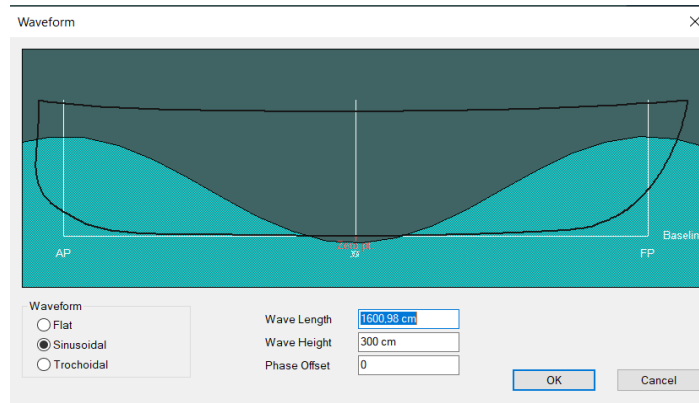 Waveform
Baselin
AP
FP
Waveform
Flat
Sinusoidal
Trochoidal
Wave Length
1600,98 cm
Wave Height
300 cm
Phase Offset
0
OK
Cancel